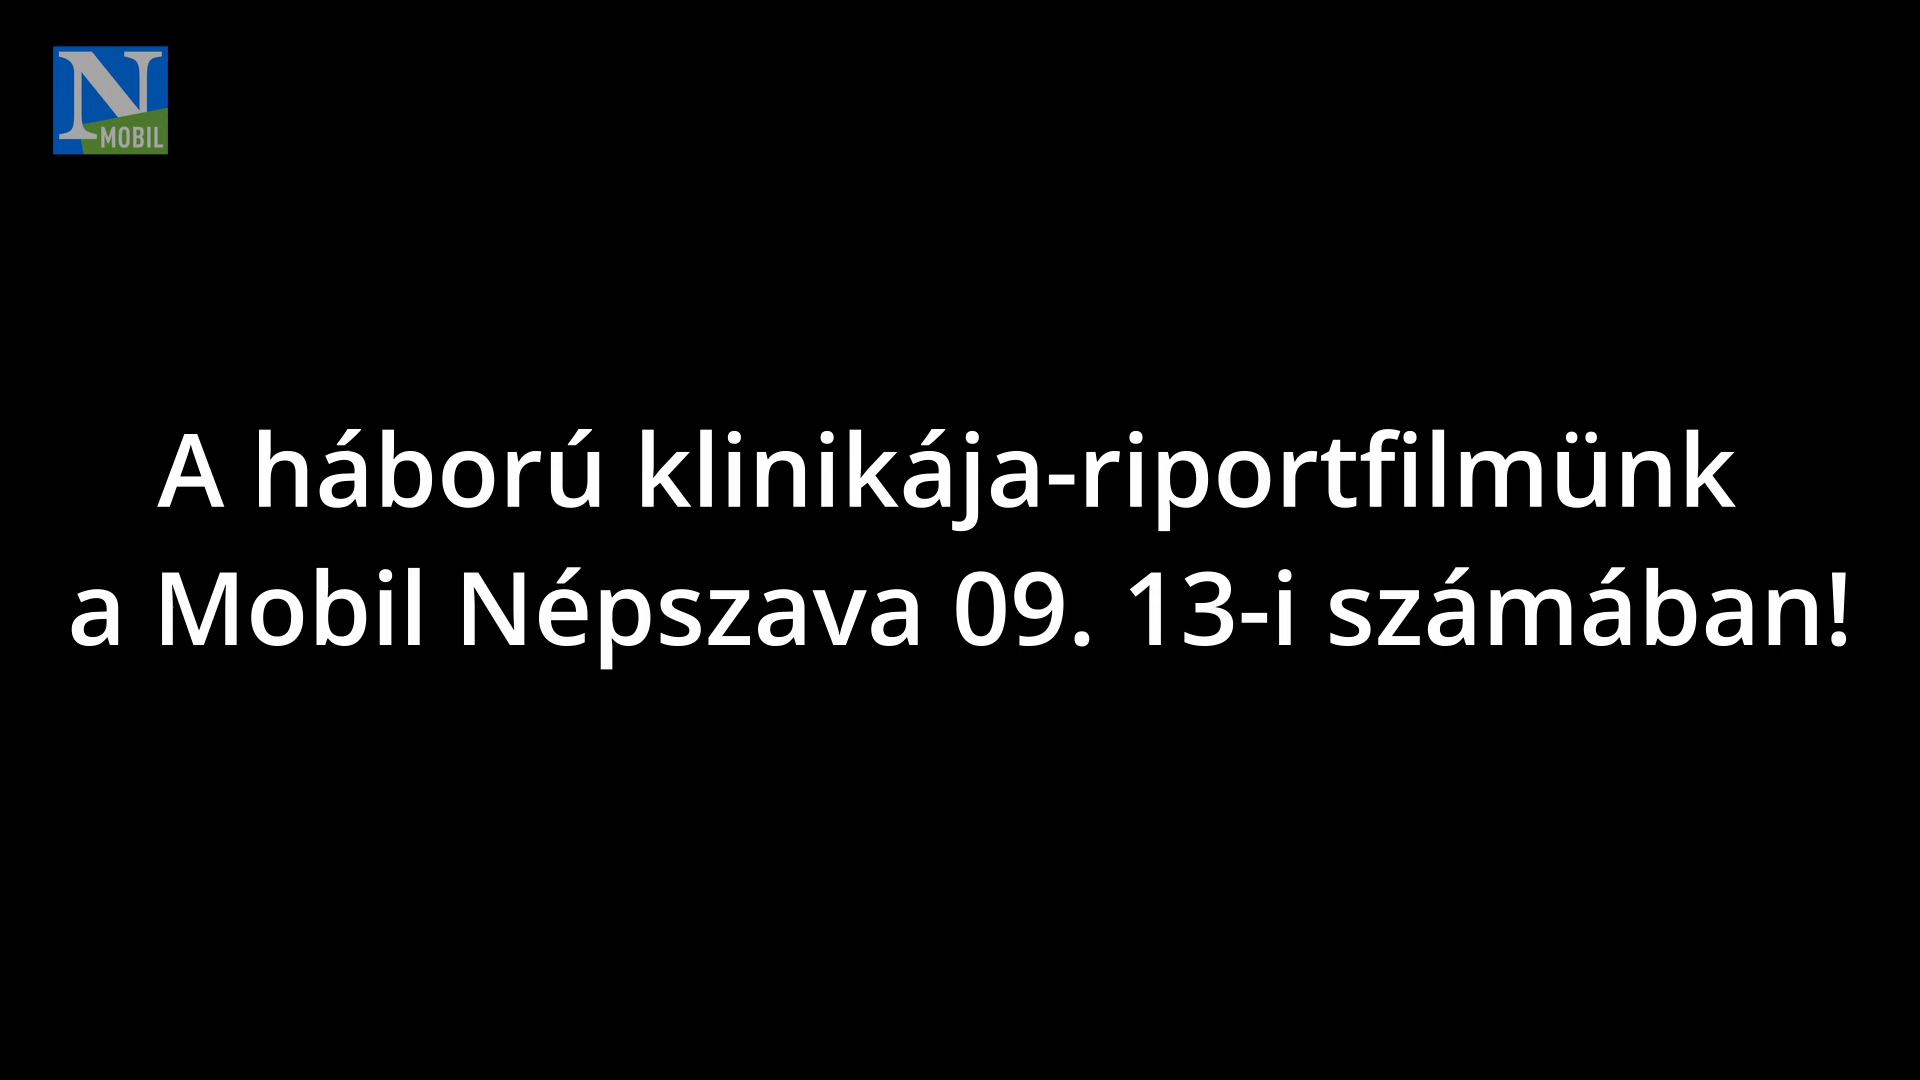 N
MOBIL
A háború klinikája-riportfilmünk
a Mobil Népszava 09. 13-i számában!